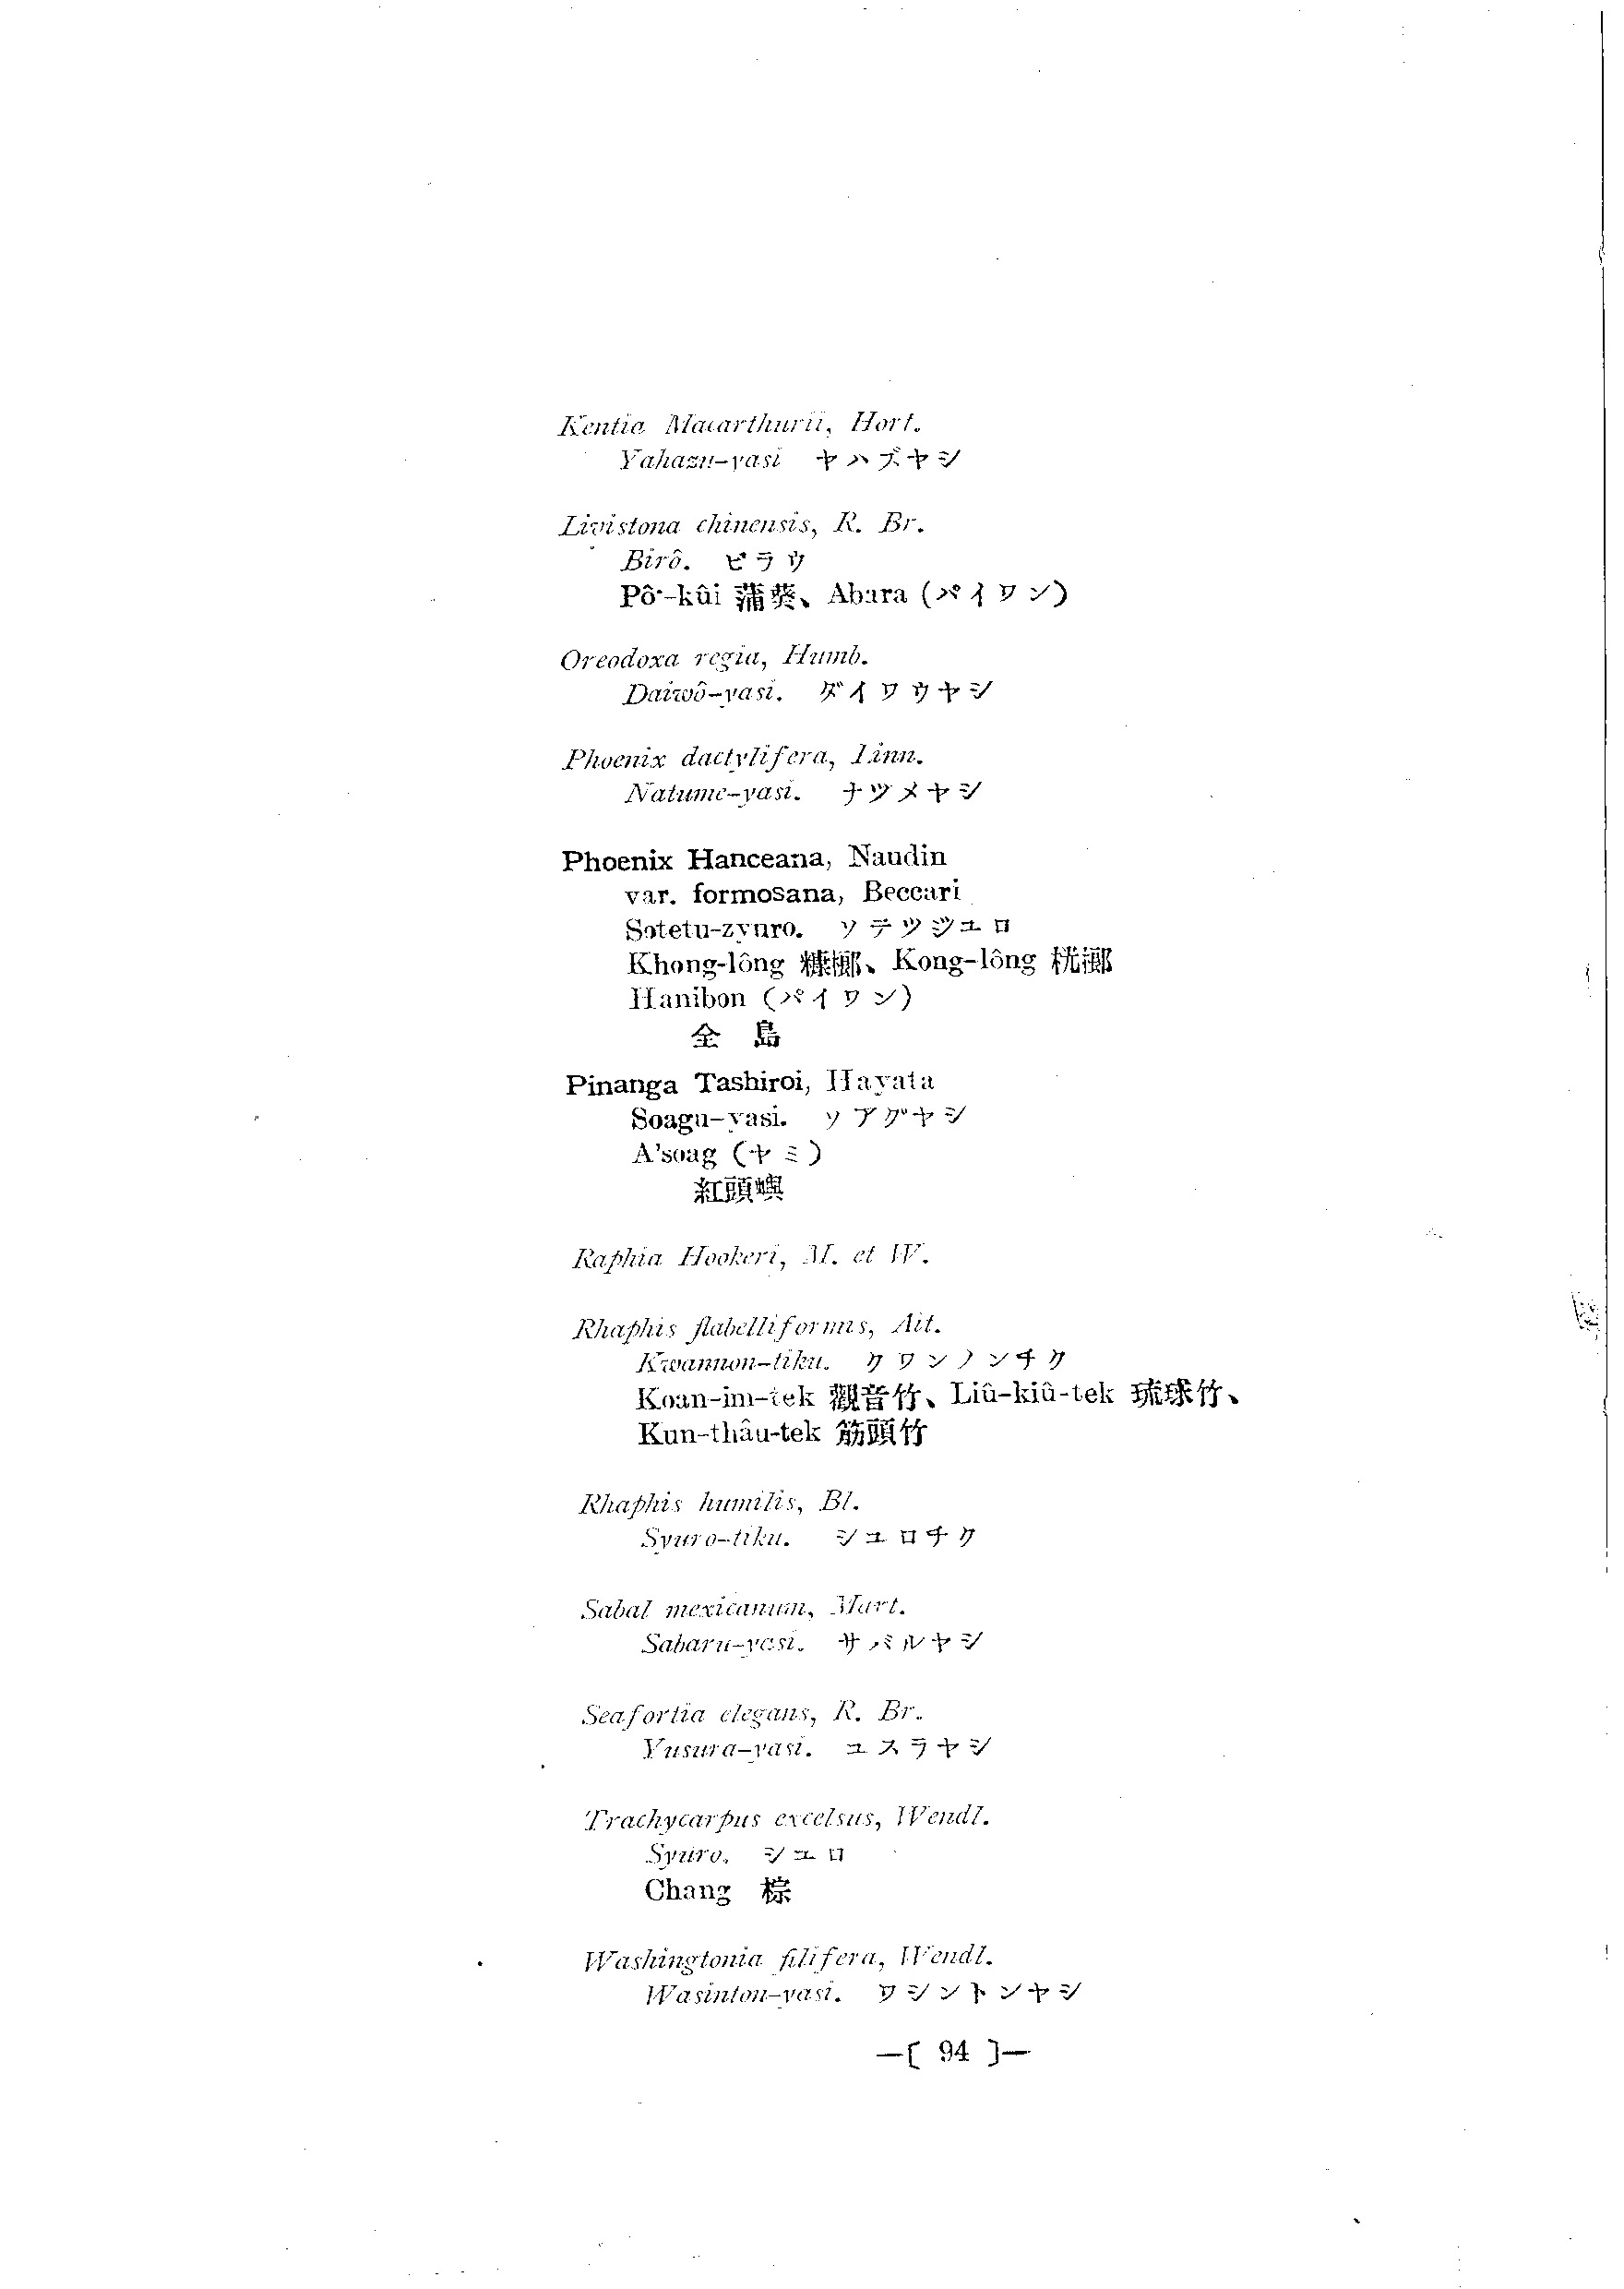 Kentia Macarthurii, Hort.
Yahazu-yasi ヤハズヤシ
Livistona chinensis, R. Br.
Birô. ビラウ
Pô-kûi 蒲葵、Abara (パイワン)
Oreodoxa regia, Humb.
Daiwô-yasi. ダイワウヤシ
Phoenix dactylifera, Linn.
Natume-yasi. ナツメヤシ
Phoenix Hanceana, Naudin
var. formosana, Beccari
Sotetu-zyuro. ソテツジユロ
Khong-lông 糠榔、Kong-lông 桄榔
Hanibon (パイワン)
全 島
Pinanga Tashiroi, Hayata
Soagu-yasi. ソアグヤシ
A'soag (ヤミ)
紅頭嶼
Raphia Hookeri, M. et W.
Rhaphis flabelliformis, Ait.
Kwannon-tiku. クワンノンチク
Koan-im-tek 觀音竹、Liû-kiû-tek 琉球竹、
Kun-thâu-tek 筋頭竹
Rhaphis humilis, Bl.
Syuro-tiku. シユロチク
Sabal mexicanum, Mart.
Sabaru-yasi. サバルヤシ
Seafortia elegans, R. Br.
Yusura-yasi. ユスラヤシ
Trachycarpus excelsus, Wendl.
Syuro. シユロ
Chang 棕
Washingtonia filifera, Wendl.
Wasinton-yasi. ワシントンヤシ
—[ 94 ]—